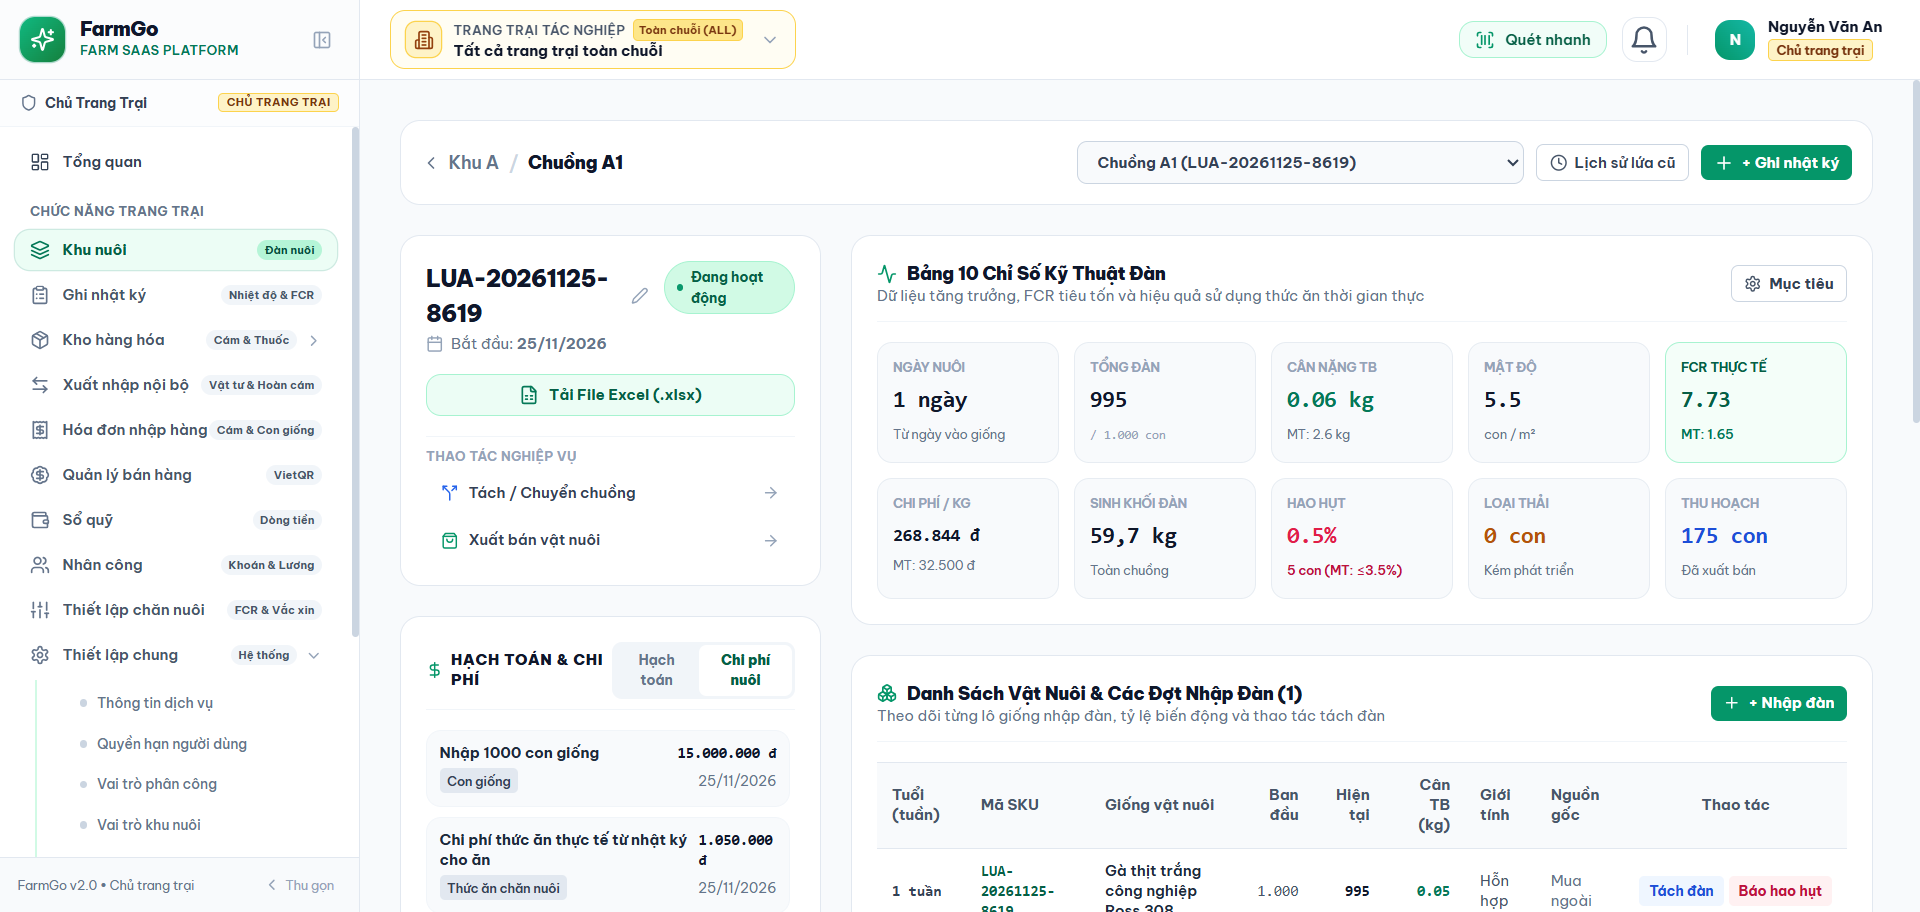 FarmGo
FARM SAAS PLATFORM
TRANG TRẠI TÁC NGHIỆP Toàn chuỗi (ALL)
Tất cả trang trại toàn chuỗi
Quét nhanh
N
Nguyễn Văn An
Chủ trang trại
Chủ Trang Trại
CHỦ TRANG TRẠI
Tổng quan
CHỨC NĂNG TRANG TRẠI
Khu nuôi Đàn nuôi
Ghi nhật ký Nhiệt độ & FCR
Kho hàng hóa Cám & Thuốc
Xuất nhập nội bộ Vật tư & Hoàn cám
Hóa đơn nhập hàng Cám & Con giống
Quản lý bán hàng VietQR
Sổ quỹ Dòng tiền
Nhân công Khoán & Lương
Thiết lập chăn nuôi FCR & Vắc xin
Thiết lập chung Hệ thống
Thông tin dịch vụ
Quyền hạn người dùng
Vai trò phân công
Vai trò khu nuôi
FarmGo v2.0 • Chủ trang trại
Thu gọn
Khu A / Chuồng A1
Chuồng A1 (LUA-20261125-8619)
Lịch sử lứa cũ
+ Ghi nhật ký
LUA-20261125-
8619
Đang hoạt
động
Bắt đầu: 25/11/2026
Tải File Excel (.xlsx)
THAO TÁC NGHIỆP VỤ
Tách / Chuyển chuồng
Xuất bán vật nuôi
HẠCH TOÁN & CHI
PHÍ
Hạch
toán
Chi phí
nuôi
Nhập 1000 con giống 15.000.000 đ
Con giống 25/11/2026
Chi phí thức ăn thực tế từ nhật ký
cho ăn
1.050.000
đ
Thức ăn chăn nuôi 25/11/2026
Bảng 10 Chỉ Số Kỹ Thuật Đàn
Dữ liệu tăng trưởng, FCR tiêu tốn và hiệu quả sử dụng thức ăn thời gian thực
Mục tiêu
NGÀY NUÔI
1 ngày
Từ ngày vào giống
TỔNG ĐÀN
995
/ 1.000 con
CÂN NẶNG TB
0.06 kg
MT: 2.6 kg
MẬT ĐỘ
5.5
con / m²
FCR THỰC TẾ
7.73
MT: 1.65
CHI PHÍ / KG
268.844 đ
MT: 32.500 đ
SINH KHỐI ĐÀN
59,7 kg
Toàn chuồng
HAO HỤT
0.5%
5 con (MT: ≤3.5%)
LOẠI THẢI
0 con
Kém phát triển
THU HOẠCH
175 con
Đã xuất bán
Danh Sách Vật Nuôi & Các Đợt Nhập Đàn (1)
Theo dõi từng lô giống nhập đàn, tỷ lệ biến động và thao tác tách đàn
+ Nhập đàn
Tuổi
(tuần)
Mã SKU
Giống vật nuôi
Ban
đầu
Hiện
tại
Cân
TB
(kg)
Giới
tính
Nguồn
gốc
Thao tác
1 tuần
LUA-
20261125-
8619
Gà thịt trắng
công nghiệp
Ross 308
1.000
995
0.05
Hỗn
hợp
Mua
ngoài
Tách đàn
Báo hao hụt